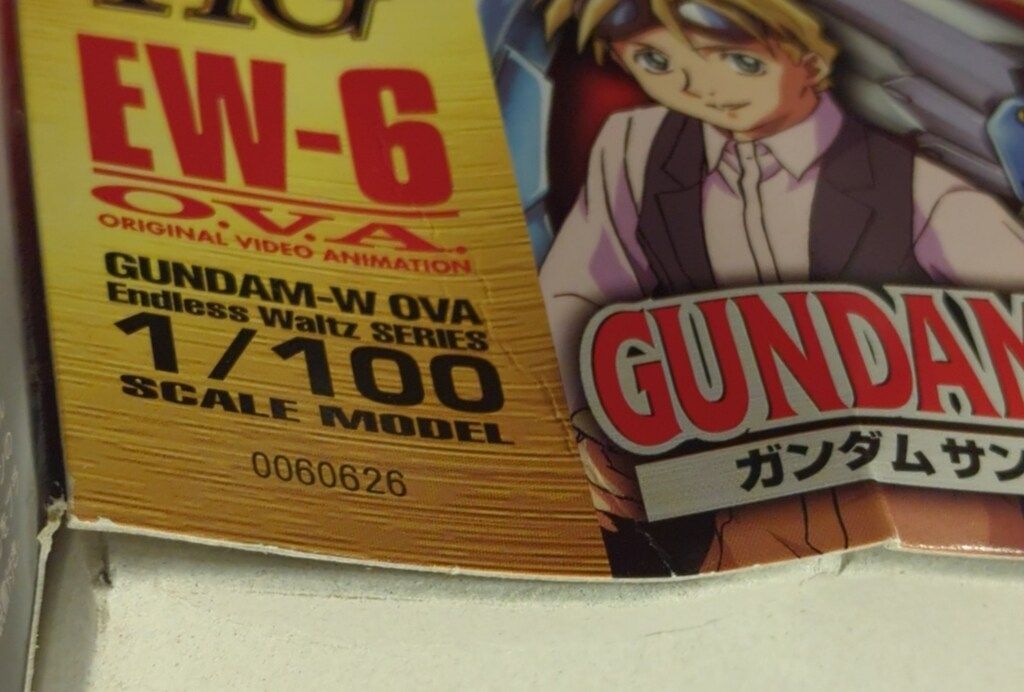 HG
EW-6
O.V.A.
ORIGINAL VIDEO ANIMATION
GUNDAM-W OVA
Endless Waltz SERIES
1/100
SCALE MODEL
0060626
GUNDAM
ガンダムサン